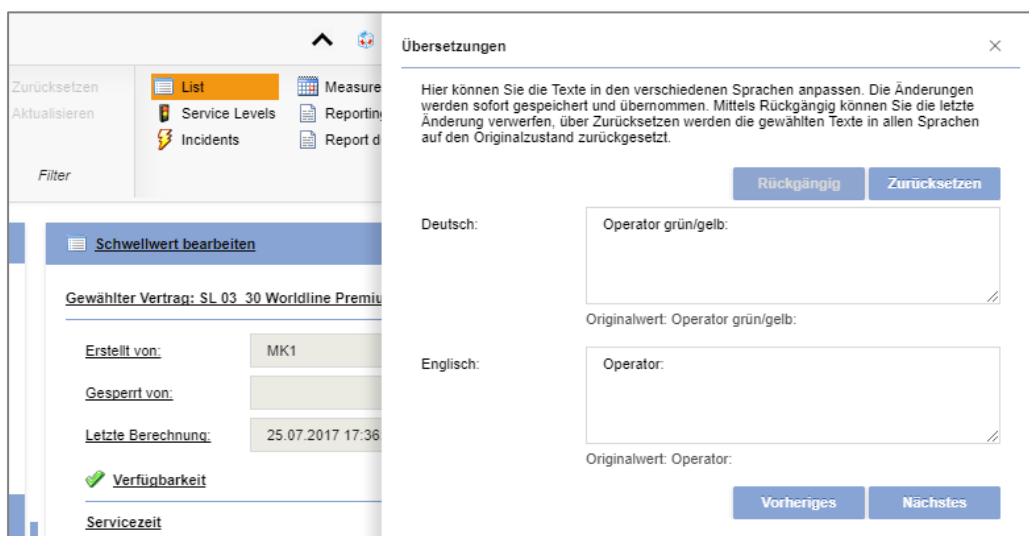 Übersetzungen
Zurücksetzen
List
Measure
Aktualisieren
Service Levels
Reporting
Incidents
Report d
Filter
Hier können Sie die Texte in den verschiedenen Sprachen anpassen. Die Änderungen
werden sofort gespeichert und übernommen. Mittels Rückgängig können Sie die letzte
Änderung verwerfen, über Zurücksetzen werden die gewählten Texte in allen Sprachen
auf den Originalzustand zurückgesetzt.
Rückgängig Zurücksetzen
Deutsch: Operator grün/gelb:
Originalwert: Operator grün/gelb:
Englisch: Operator:
Originalwert: Operator:
Vorheriges Nächstes
Schwellwert bearbeiten
Gewählter Vertrag: SL 03_30 Worldline Premiu
Erstellt von: MK1
Gesperrt von:
Letzte Berechnung: 25.07.2017 17:36
Verfügbarkeit
Servicezeit